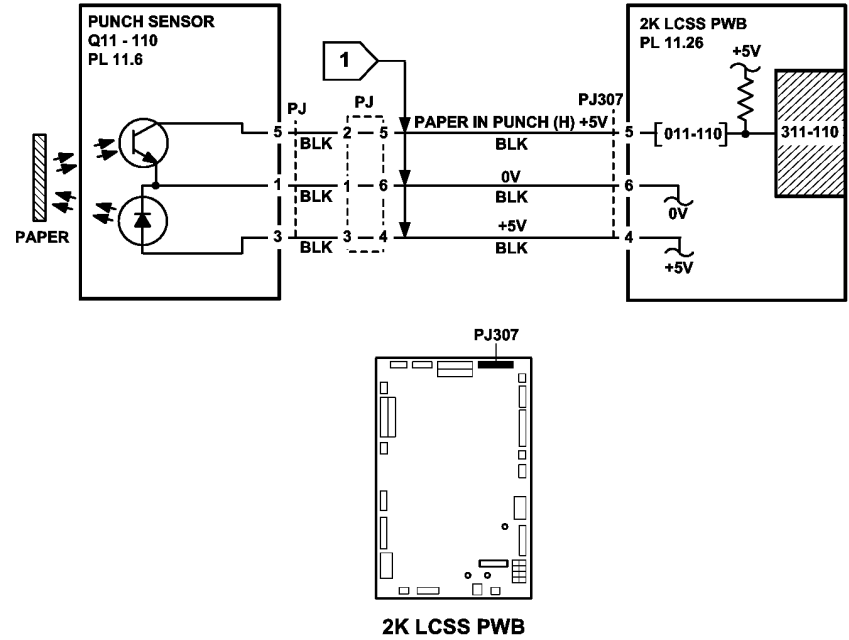 PUNCH SENSOR
Q11 - 110
PL 11.6
2K LCSS PWB
PL 11.26
+5V
1
PJ
PJ
PJ307
5 BLK 2 5 PAPER IN PUNCH (H) +5V BLK 5 011-110 311-110
1 BLK 1 6 0V BLK 6 0V
3 BLK 3 4 +5V BLK 4 +5V
PAPER
PJ307
2K LCSS PWB